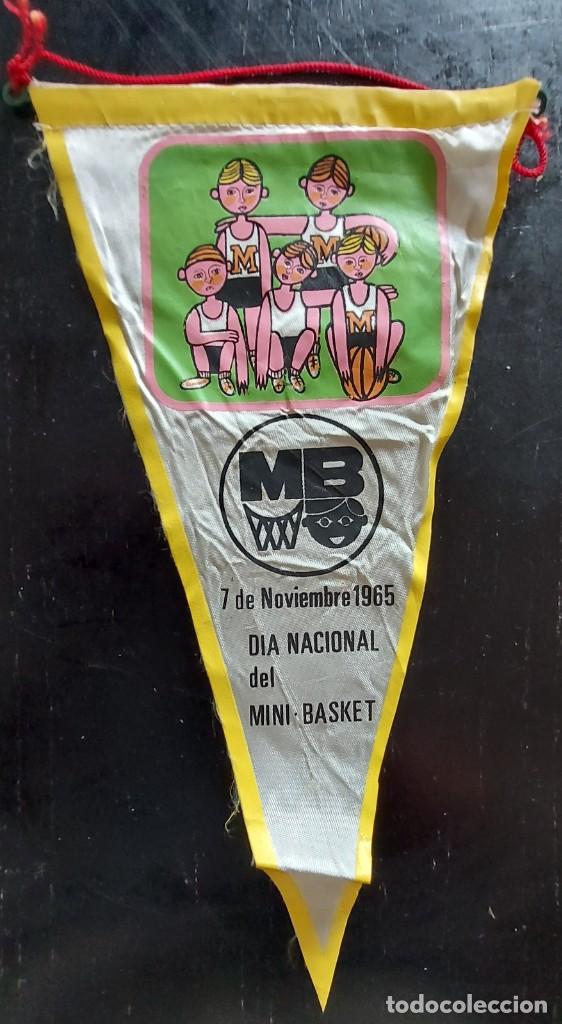 M
M
M
MB
7 de Noviembre 1965
DIA NACIONAL
del
MINI·BASKET
todocoleccion